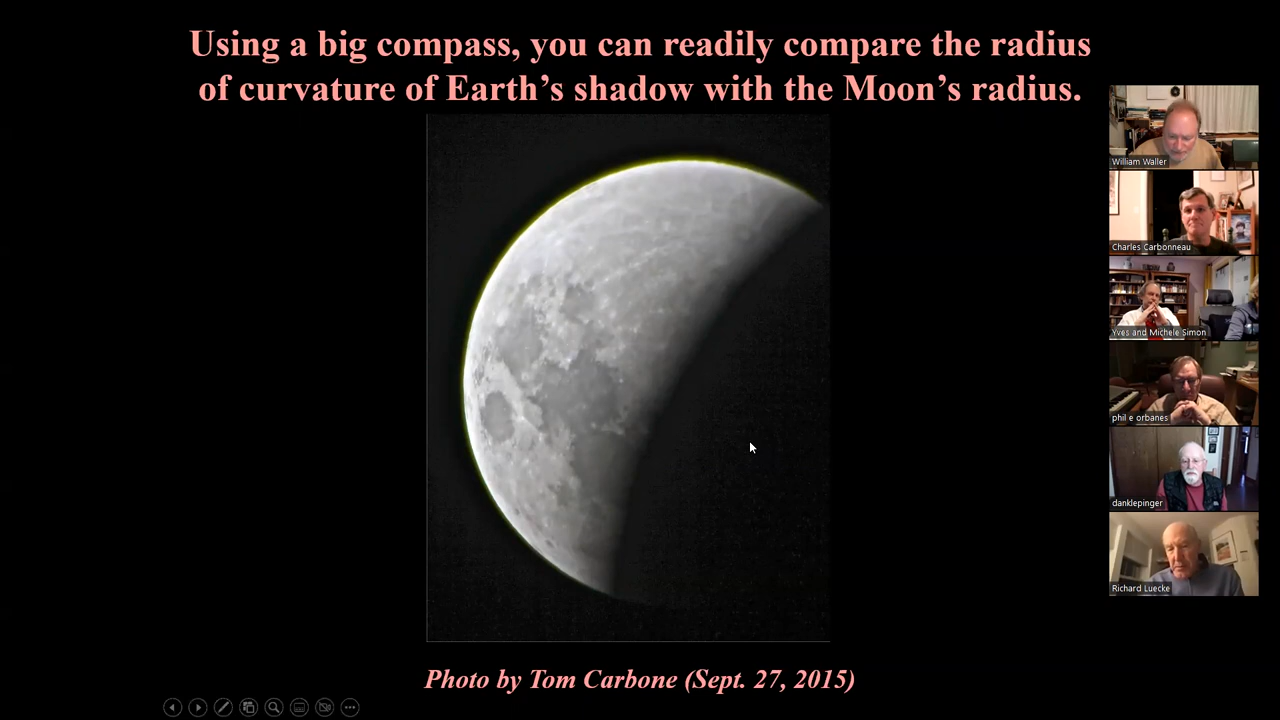 Using a big compass, you can readily compare the radius
of curvature of Earth’s shadow with the Moon’s radius.
William Waller
Charles Carbonneau
Yves and Michele Simon
phil e orbanes
danklepinger
Richard Luecke
Photo by Tom Carbone (Sept. 27, 2015)